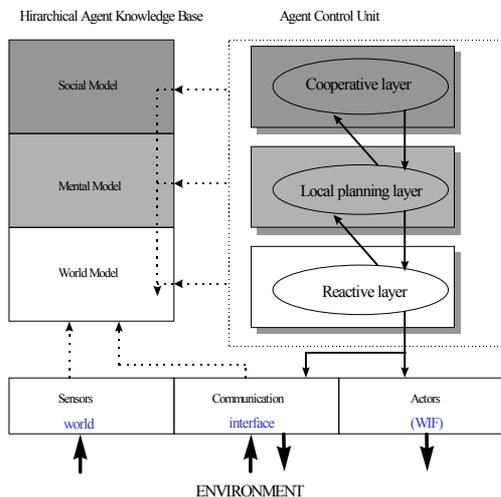 Hirarchical Agent Knowledge Base
Agent Control Unit
Social Model
Cooperative layer
Mental Model
Local planning layer
World Model
Reactive layer
Sensors
Communication
Actors
world
interface
(WIF)
ENVIRONMENT